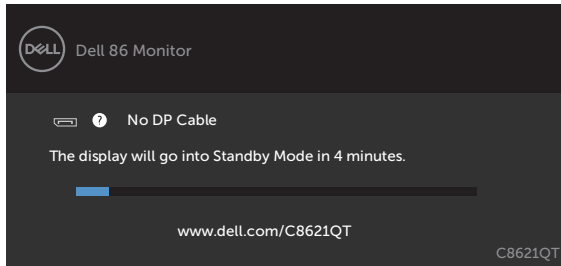 DELL
Dell 86 Monitor
? No DP Cable
The display will go into Standby Mode in 4 minutes.
www.dell.com/C8621QT
C8621QT